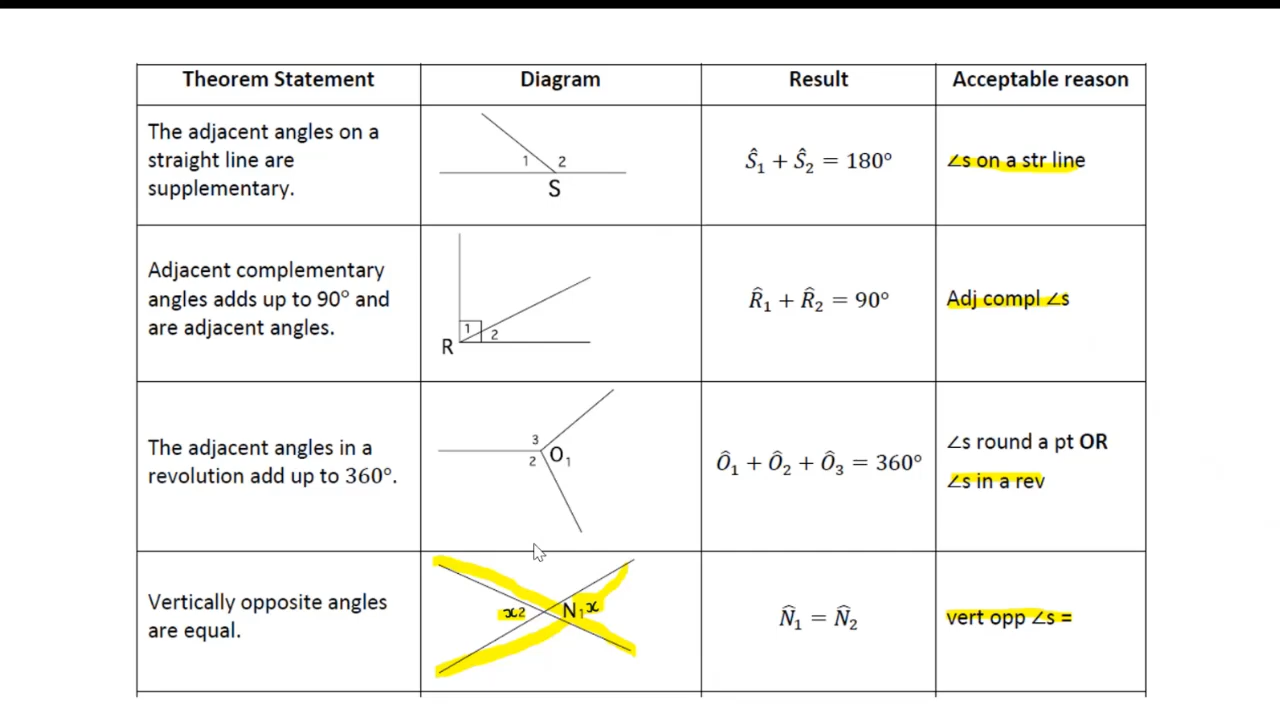 Theorem Statement Diagram Result Acceptable reason
The adjacent angles on a
straight line are
supplementary.
1 2
S
Ŝ₁ + Ŝ₂ = 180°
∠s on a str line
Adjacent complementary
angles adds up to 90° and
are adjacent angles.
1
2
R
R̂₁ + R̂₂ = 90°
Adj compl ∠s
The adjacent angles in a
revolution add up to 360°.
3
2 O₁
Ô₁ + Ô₂ + Ô₃ = 360°
∠s round a pt OR
∠s in a rev
Vertically opposite angles
are equal.
x2 N₁x
N̂₁ = N̂₂
vert opp ∠s =